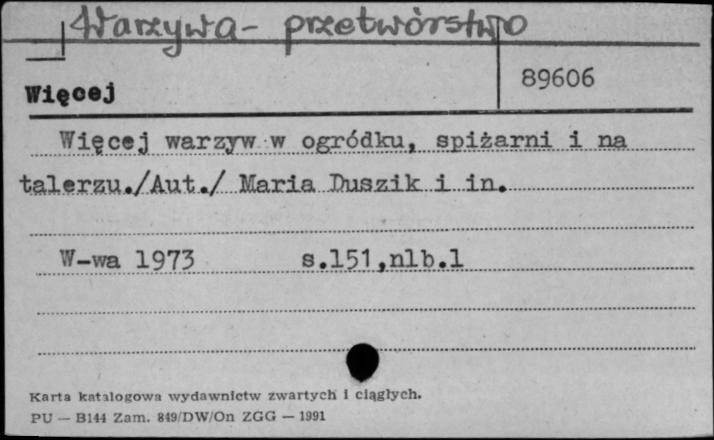 Warzywa - przetwórstwo
89606
Więcej
Więcej warzyw w ogródku, spiżarni i na
talerzu./Aut./ Maria Duszik i in.
W-wa 1973 s.151,nlb.1
Karta katalogowa wydawnictw zwartych i ciągłych.
PU — B144 Zam. 849/DW/On ZGG — 1991